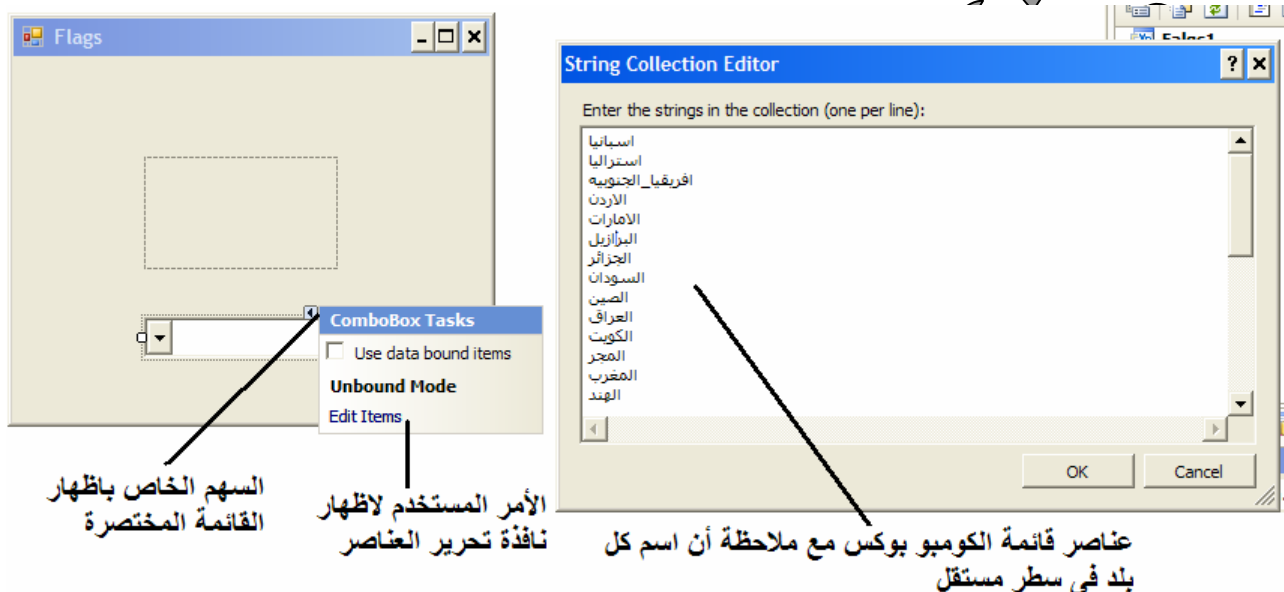 Flags
Falgs1
String Collection Editor
Enter the strings in the collection (one per line):
اسبانيا
استراليا
افريقيا_الجنوبيه
الاردن
الامارات
البرازيل
الجزائر
السودان
الصين
العراق
الكويت
المجر
المغرب
الهند
OK
Cancel
ComboBox Tasks
Use data bound items
Unbound Mode
Edit Items
السهم الخاص باظهار
القائمة المختصرة
الأمر المستخدم لاظهار
نافذة تحرير العناصر
عناصر قائمة الكومبو بوكس مع ملاحظة أن اسم كل
بلد في سطر مستقل